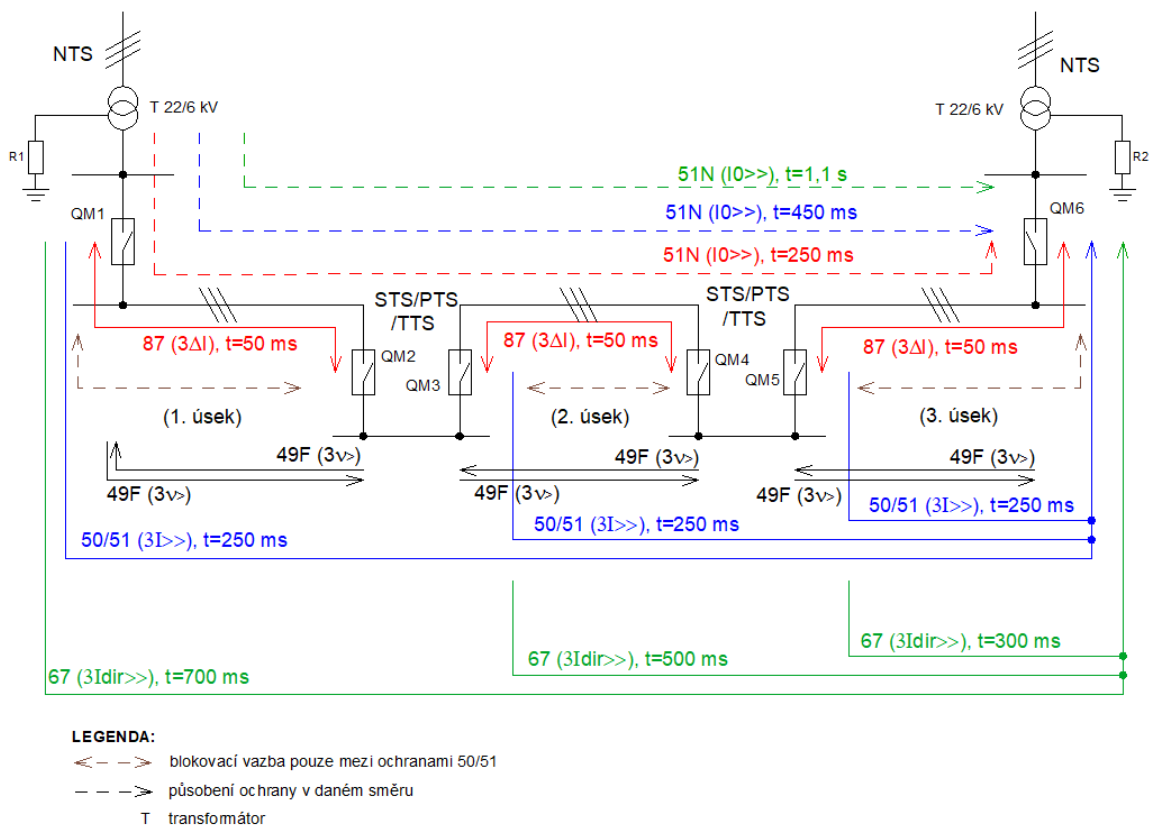 NTS
NTS
T 22/6 kV
T 22/6 kV
R1
R2
51N (I0>>), t=1,1 s
QM1
51N (I0>>), t=450 ms
QM6
51N (I0>>), t=250 ms
STS/PTS
/TTS
STS/PTS
/TTS
87 (3ΔI), t=50 ms
87 (3ΔI), t=50 ms
87 (3ΔI), t=50 ms
QM2
QM3
QM4
QM5
(1. úsek)
(2. úsek)
(3. úsek)
49F (3ν>)
49F (3ν>)
49F (3ν>)
49F (3ν>)
49F (3ν>)
49F (3ν>)
50/51 (3I>>), t=250 ms
50/51 (3I>>), t=250 ms
50/51 (3I>>), t=250 ms
67 (3Idir>>), t=300 ms
67 (3Idir>>), t=500 ms
67 (3Idir>>), t=700 ms
LEGENDA:
blokovací vazba pouze mezi ochranami 50/51
působení ochrany v daném směru
T transformátor